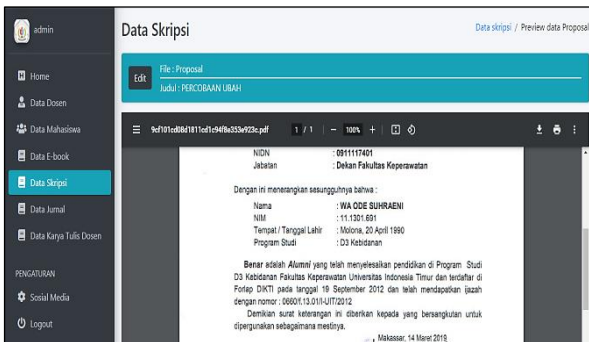 admin
Data Skripsi
Data skripsi / Preview data Proposal
Home
Data Dosen
Data Mahasiswa
Data E-book
Data Skripsi
Data Jurnal
Data Karya Tulis Dosen
PENGATURAN
Sosial Media
Logout
Edit
File : Proposal
Judul : PERCOBAAN UBAH
1 / 1 | - 100% +
NIDN : 0911117401
Jabatan : Dekan Fakultas Keperawatan
Dengan ini menerangkan sesungguhnya bahwa :
Nama : WA ODE SUHRAENI
NIM : 11.1301.691
Tempat / Tanggal Lahir : Molona, 20 April 1990
Program Studi : D3 Kebidanan
Benar adalah Alumni yang telah menyelesaikan pendidikan di Program Studi
D3 Kebidanan Fakultas Keperawatan Universitas Indonesia Timur dan terdaftar di
Forlap DIKTI pada tanggal 19 September 2012 dan telah mendapatkan ijazah
dengan nomor : 0660/f.13.01/I-UIT/2012
Demikian surat keterangan ini diberikan kepada yang bersangkutan untuk
dipergunakan sebagaimana mestinya.
Makassar, 14 Maret 2019